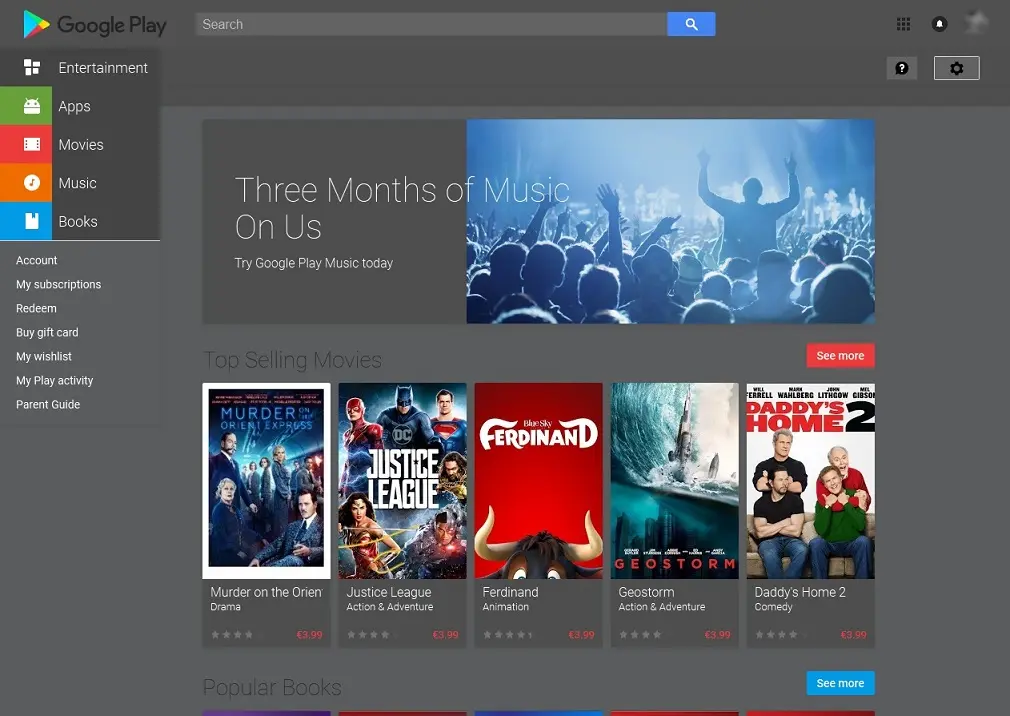 Google Play
Search
Entertainment
Apps
Movies
Music
Books
Account
My subscriptions
Redeem
Buy gift card
My wishlist
My Play activity
Parent Guide
Three Months of Music
On Us
Try Google Play Music today
Top Selling Movies
See more
MURDER ON THE
ORIENT EXPRESS
Murder on the Orien
Drama
€3,99
DC
JUSTICE
LEAGUE
Justice League
Action & Adventure
€3,99
Blue Sky
FERDINAND
Ferdinand
Animation
€3,99
GEOSTORM
Geostorm
Action & Adventure
€3,99
WILL MARK JOHN MEL
FERRELL WAHLBERG LITHGOW GIBSON
DADDY'S
HOME 2
Daddy's Home 2
Comedy
€3,99
Popular Books
See more